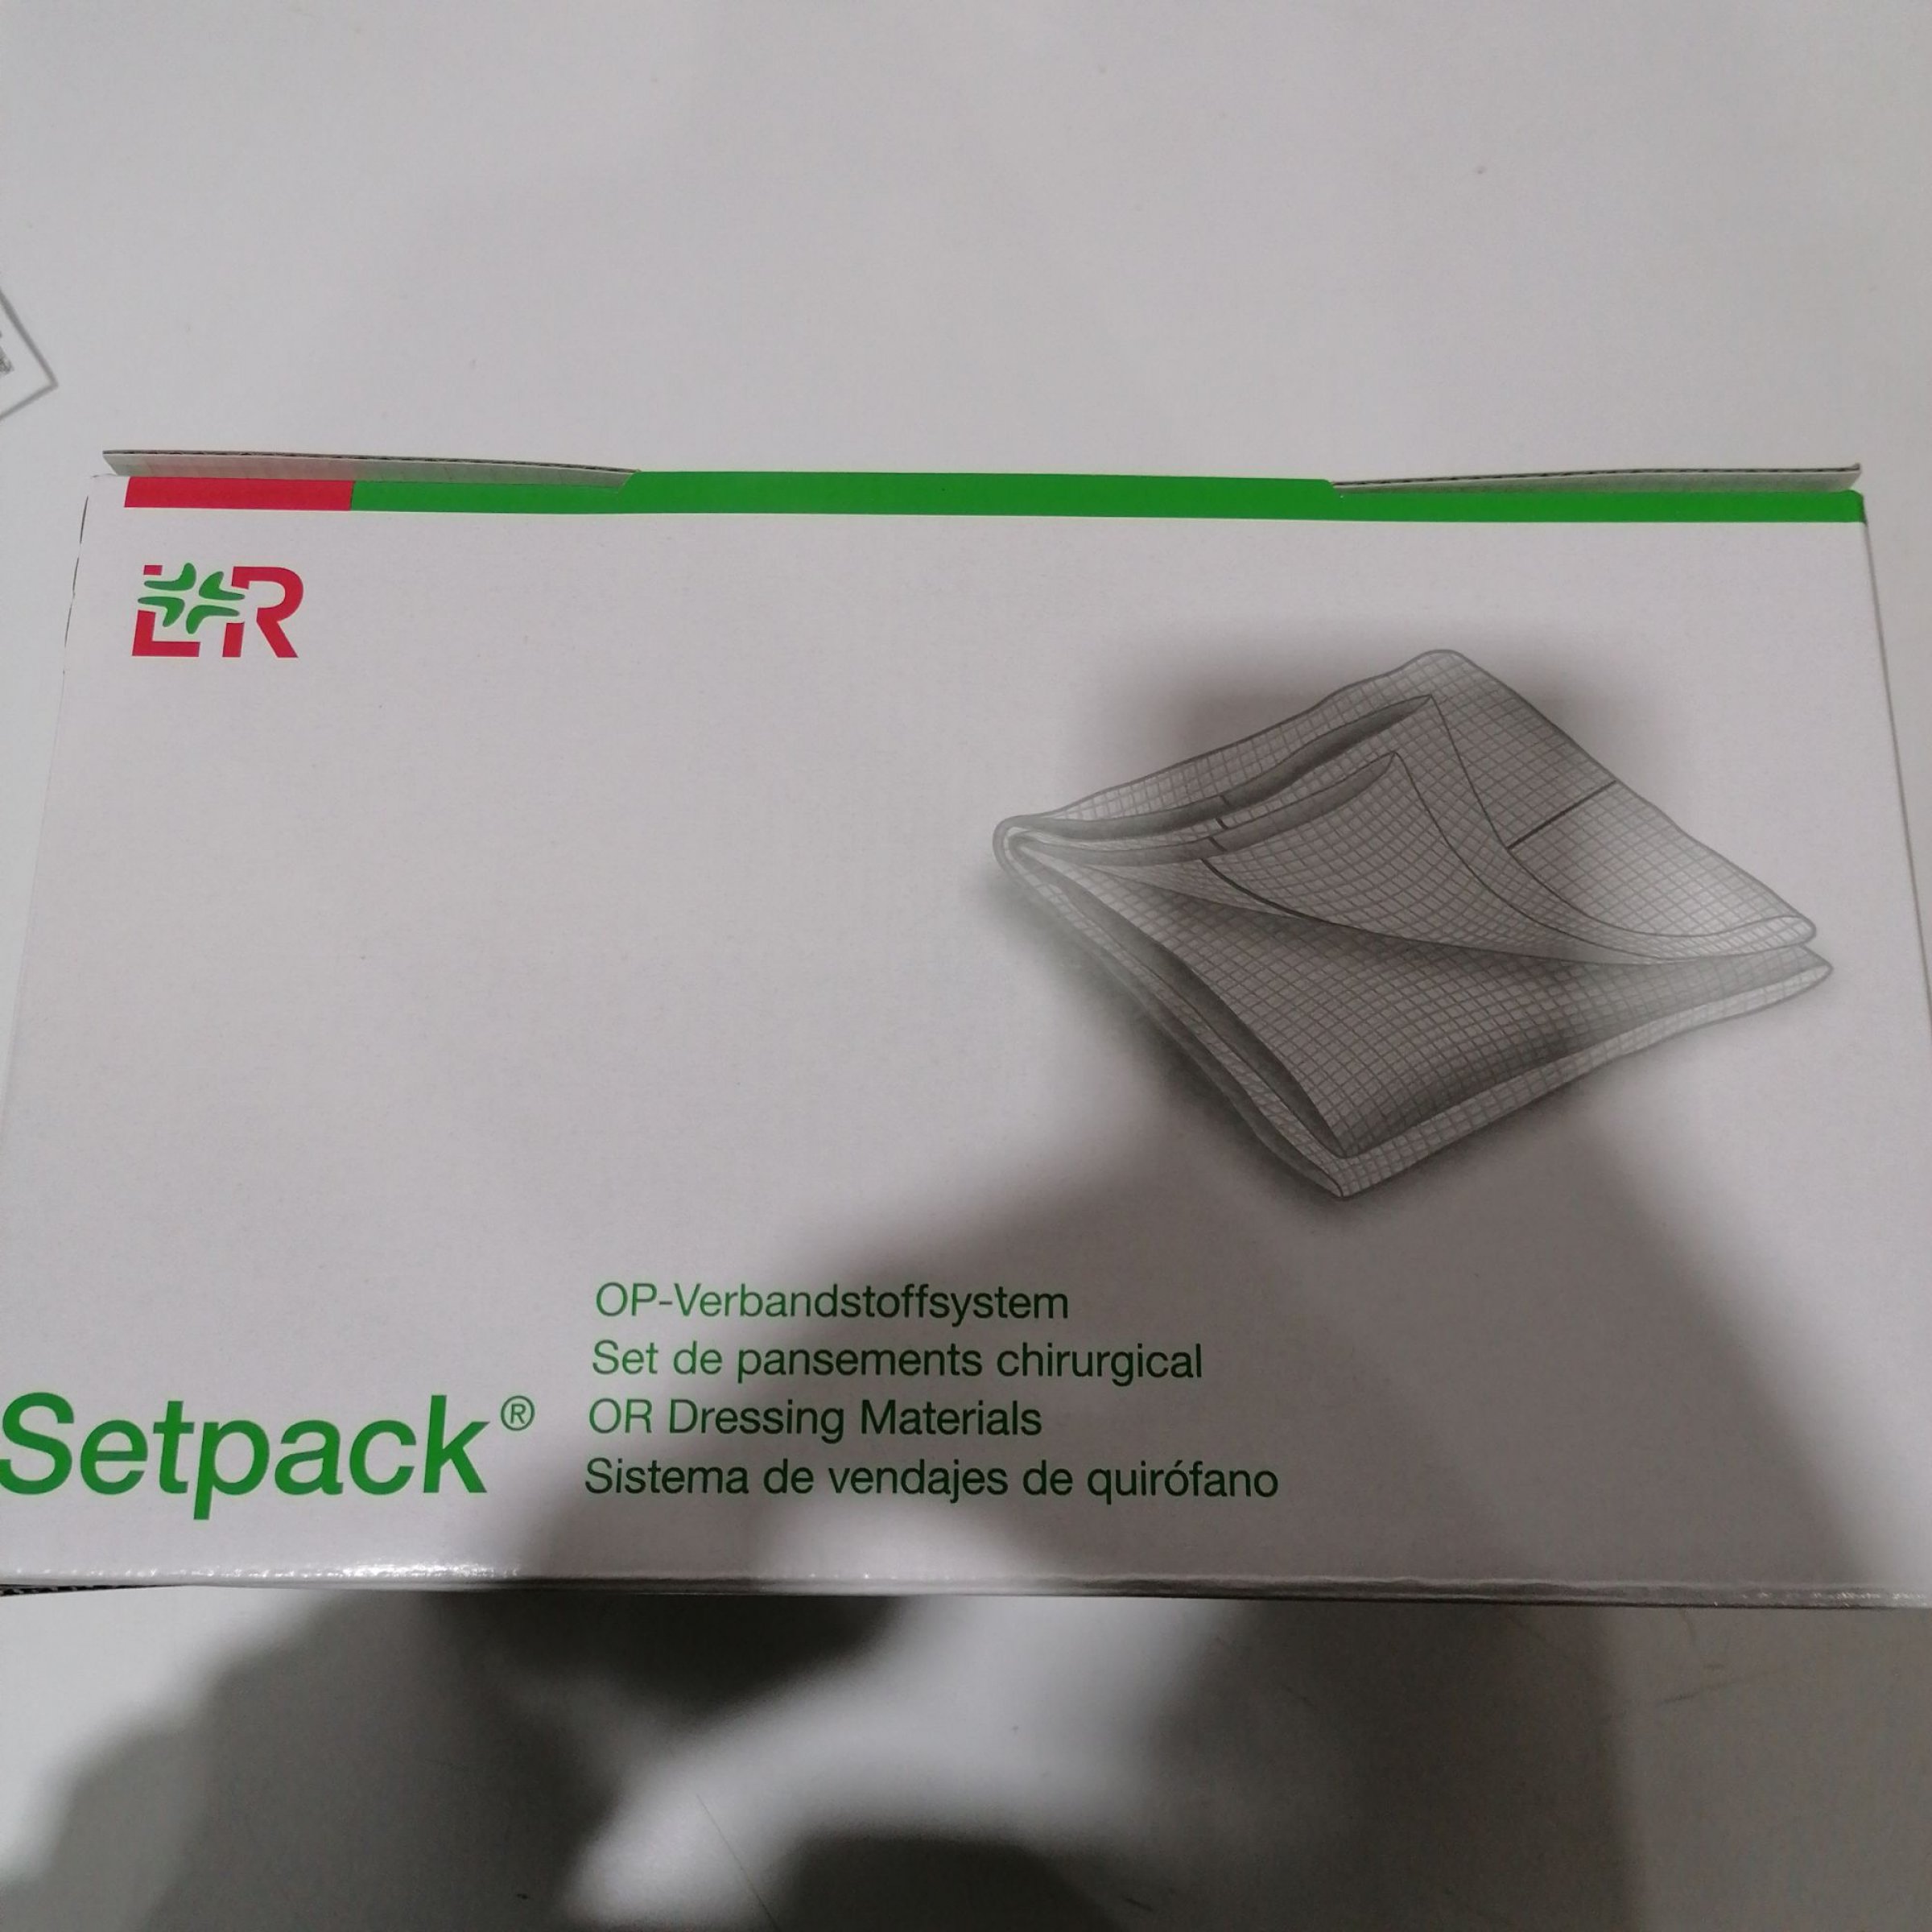 L&R
OP-Verbandstoffsystem
Set de pansements chirurgical
OR Dressing Materials
Sistema de vendajes de quirófano
Setpack®